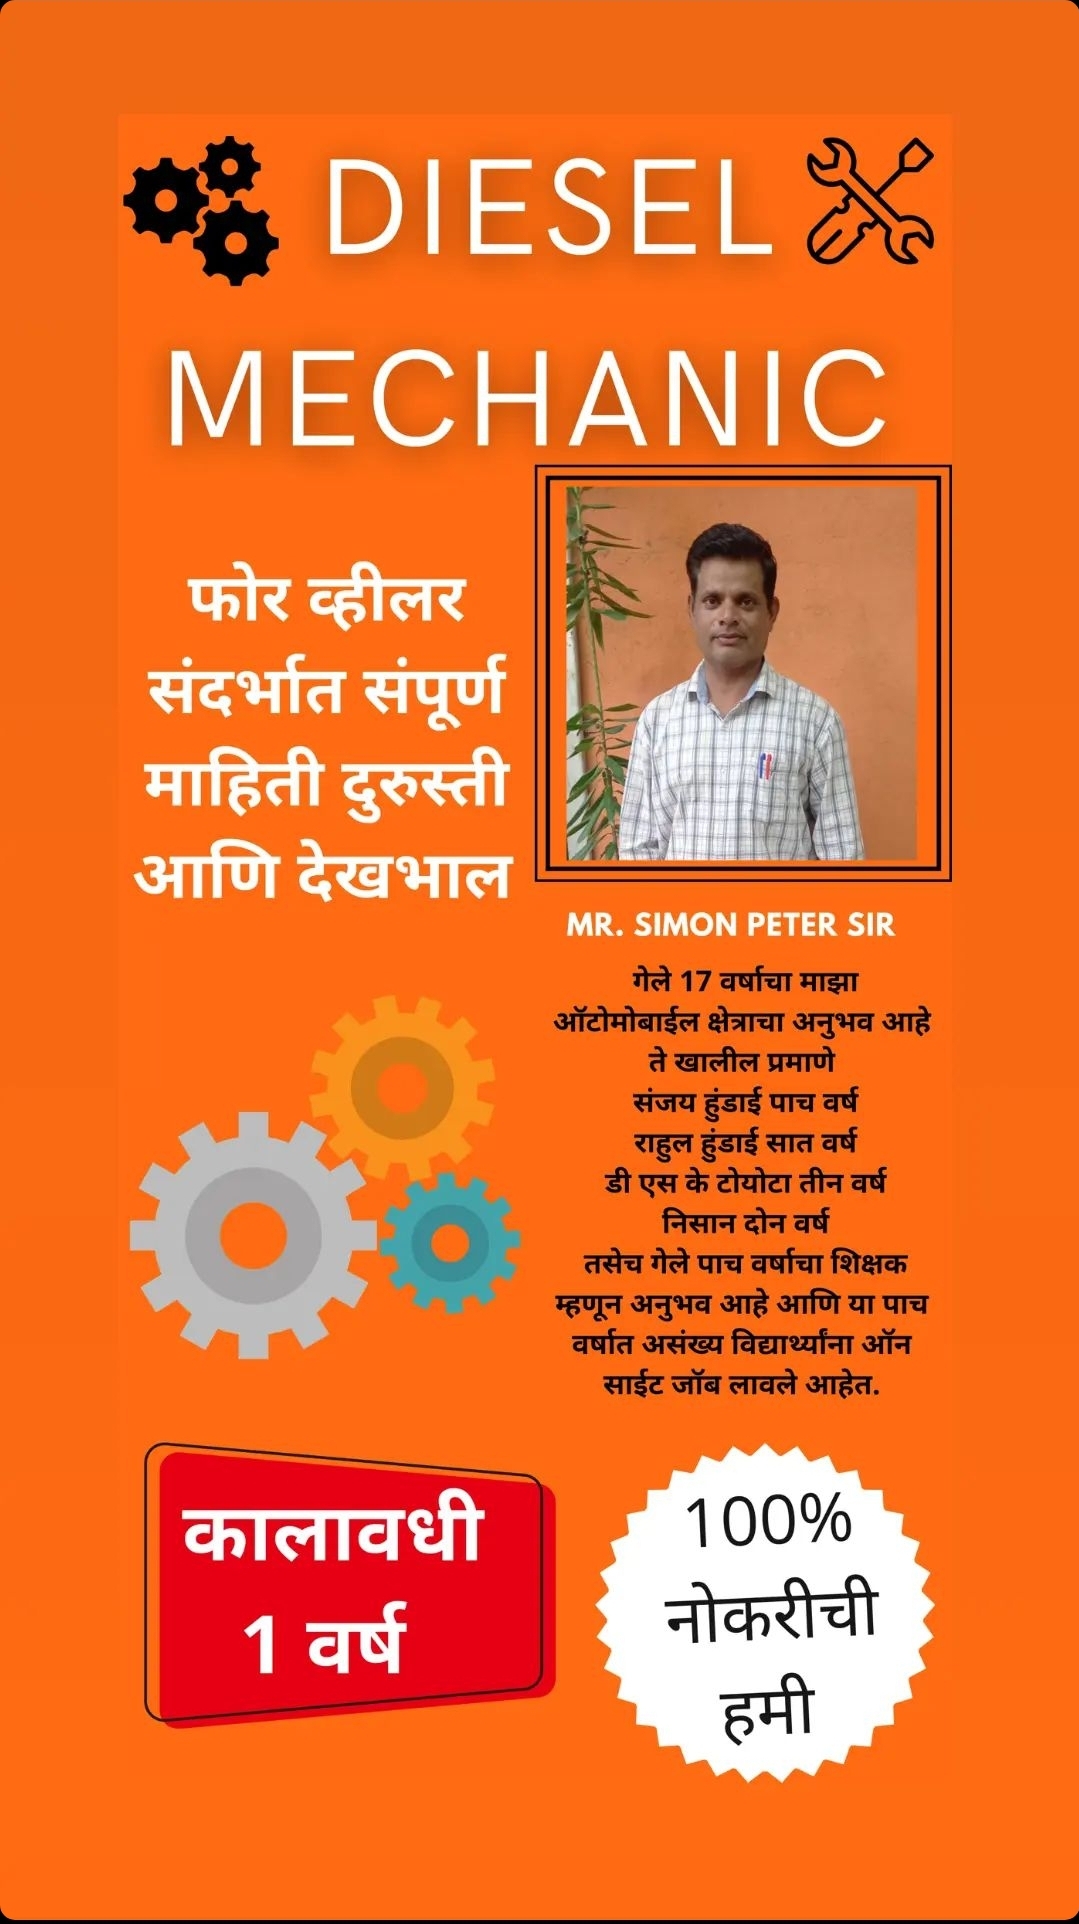 DIESEL
MECHANIC
फोर व्हीलर
संदर्भात संपूर्ण
माहिती दुरुस्ती
आणि देखभाल
MR. SIMON PETER SIR
गेले 17 वर्षाचा माझा
ऑटोमोबाईल क्षेत्राचा अनुभव आहे
ते खालील प्रमाणे
संजय हुंडाई पाच वर्ष
राहुल हुंडाई सात वर्ष
डी एस के टोयोटा तीन वर्ष
निसान दोन वर्ष
तसेच गेले पाच वर्षाचा शिक्षक
म्हणून अनुभव आहे आणि या पाच
वर्षात असंख्य विद्यार्थ्यांना ऑन
साईट जॉब लावले आहेत.
कालावधी
1 वर्ष
100%
नोकरीची
हमी